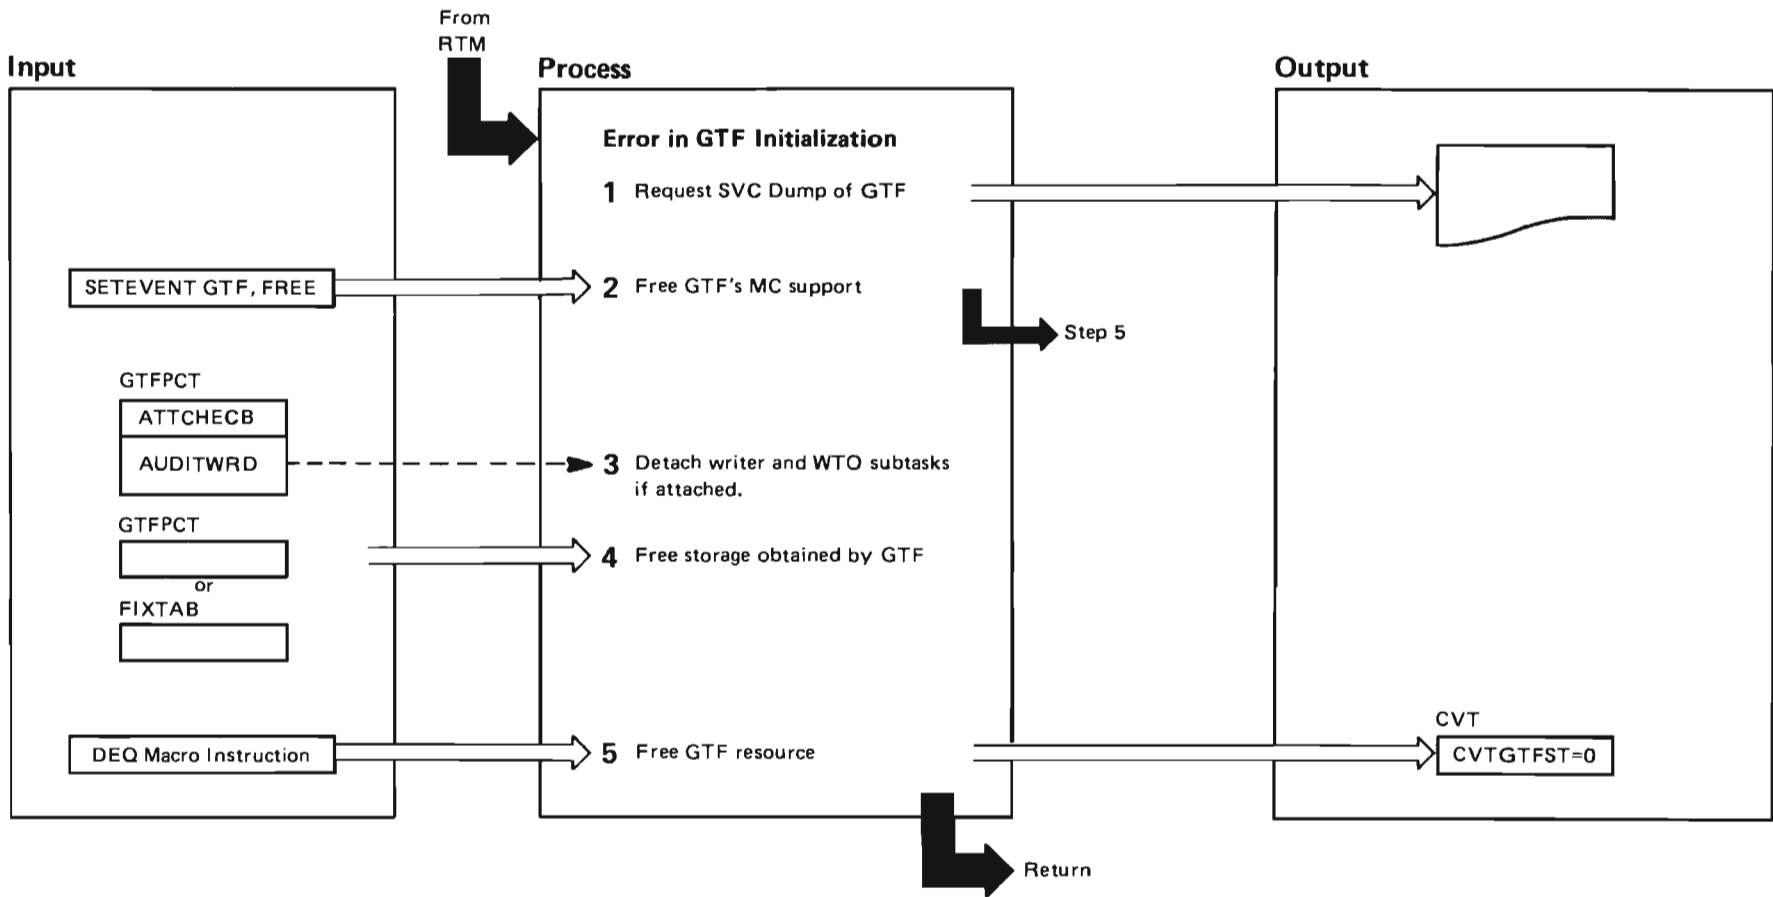 From
RTM
Input
Process
Output
Error in GTF Initialization
1 Request SVC Dump of GTF
SETEVENT GTF, FREE
2 Free GTF's MC support
Step 5
GTFPCT
ATTCHECB
AUDITWRD
3 Detach writer and WTO subtasks
if attached.
GTFPCT
or
FIXTAB
4 Free storage obtained by GTF
DEQ Macro Instruction
5 Free GTF resource
CVT
CVTGTFST=0
Return